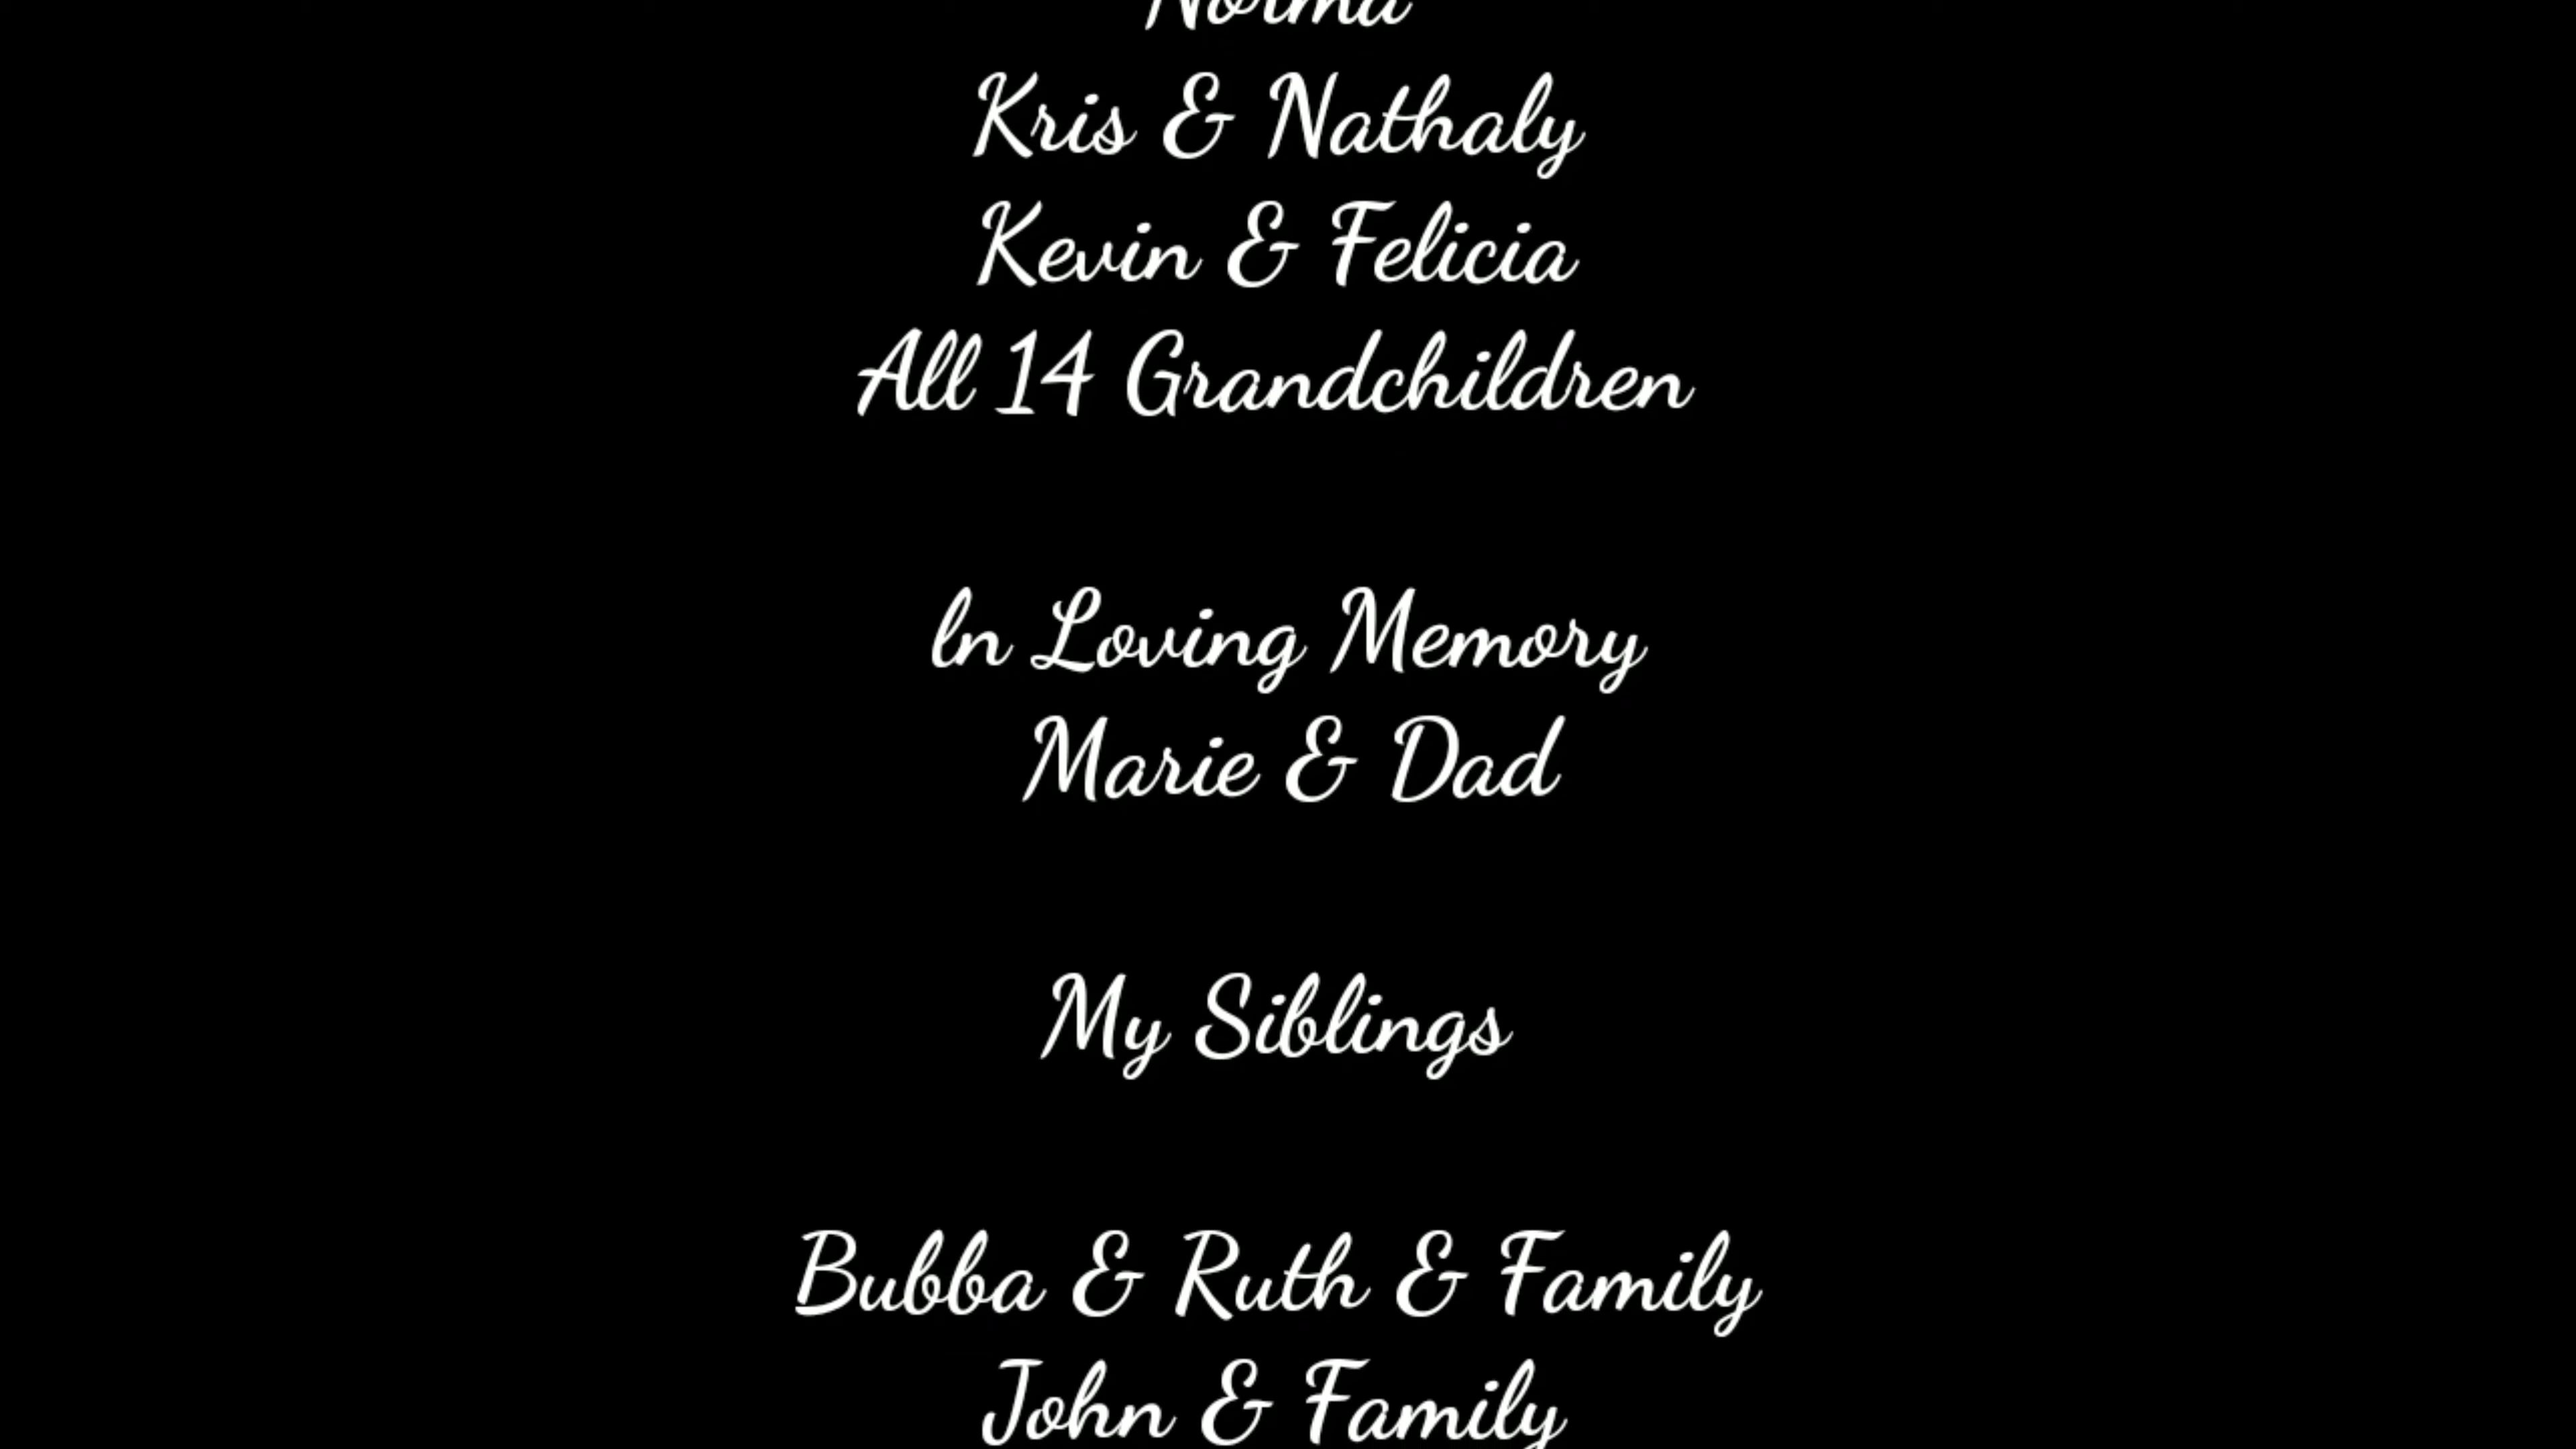 Norma
Kris & Nathaly
Kevin & Felicia
All 14 Grandchildren
In Loving Memory
Marie & Dad
My Siblings
Bubba & Ruth & Family
John & Family